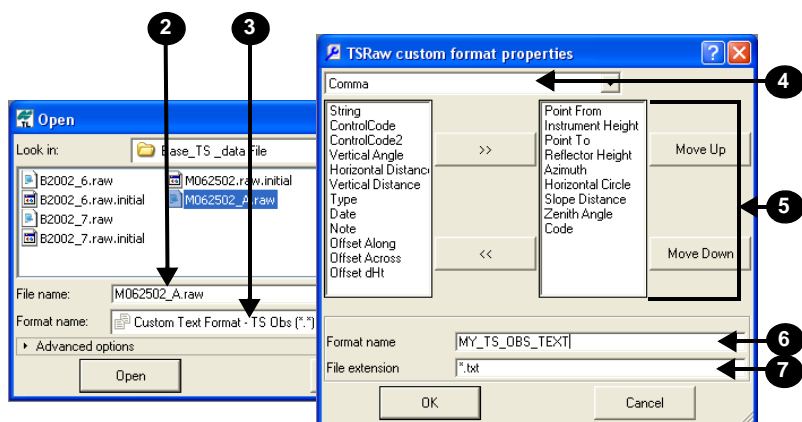 2
3
TSRaw custom format properties
Comma
4
String
ControlCode
ControlCode2
Vertical Angle
Horizontal Distanc
Vertical Distance
Type
Date
Note
Offset Along
Offset Across
Offset dHt
>>
<<
Point From
Instrument Height
Point To
Reflector Height
Azimuth
Horizontal Circle
Slope Distance
Zenith Angle
Code
Move Up
Move Down
5
Format name
MY_TS_OBS_TEXT
6
File extension
*.txt
7
OK
Cancel
TL
Open
Look in:
Base_TS _data File
B2002_6.raw
B2002_6.raw.initial
B2002_7.raw
B2002_7.raw.initial
M062502.raw.initial
M062502_A.raw
File name:
M062502_A.raw
Format name:
Custom Text Format - TS Obs (*.*)
Advanced options
Open